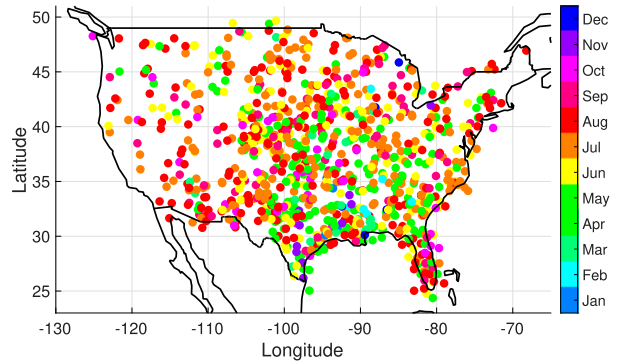 50
45
40
35
30
25
Latitude
-130
-120
-110
-100
-90
-80
-70
Longitude
Dec
Nov
Oct
Sep
Aug
Jul
Jun
May
Apr
Mar
Feb
Jan